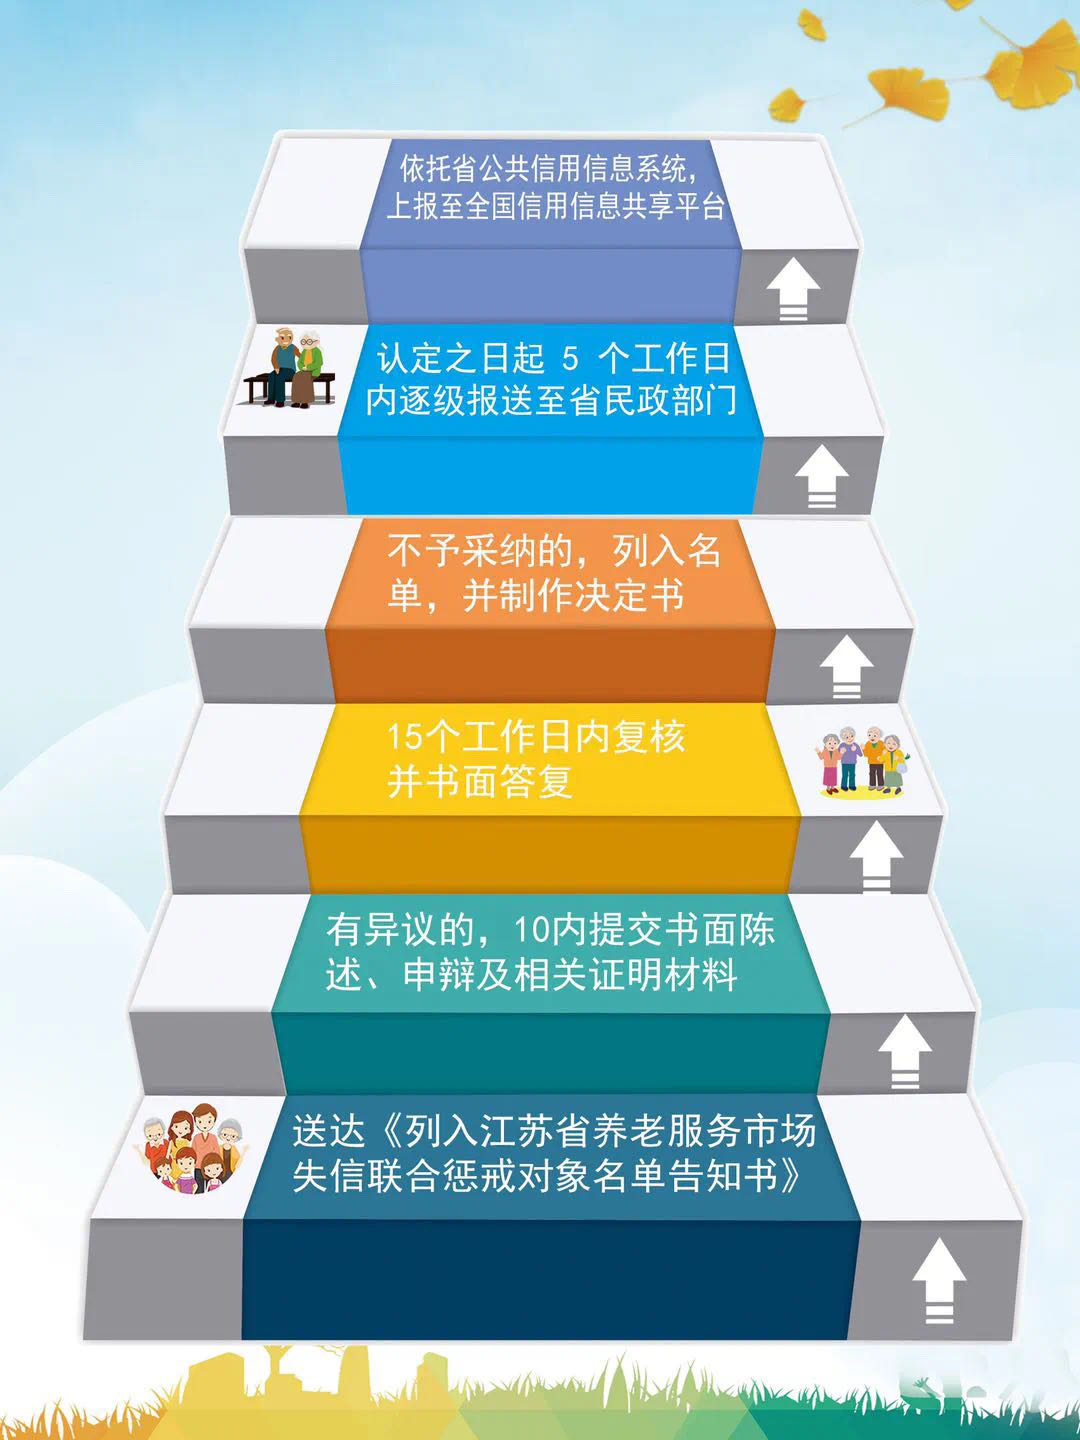 依托省公共信用信息系统，
上报至全国信用信息共享平台
认定之日起 5 个工作日
内逐级报送至省民政部门
不予采纳的，列入名
单，并制作决定书
15个工作日内复核
并书面答复
有异议的，10内提交书面陈
述、申辩及相关证明材料
送达《列入江苏省养老服务市场
失信联合惩戒对象名单告知书》